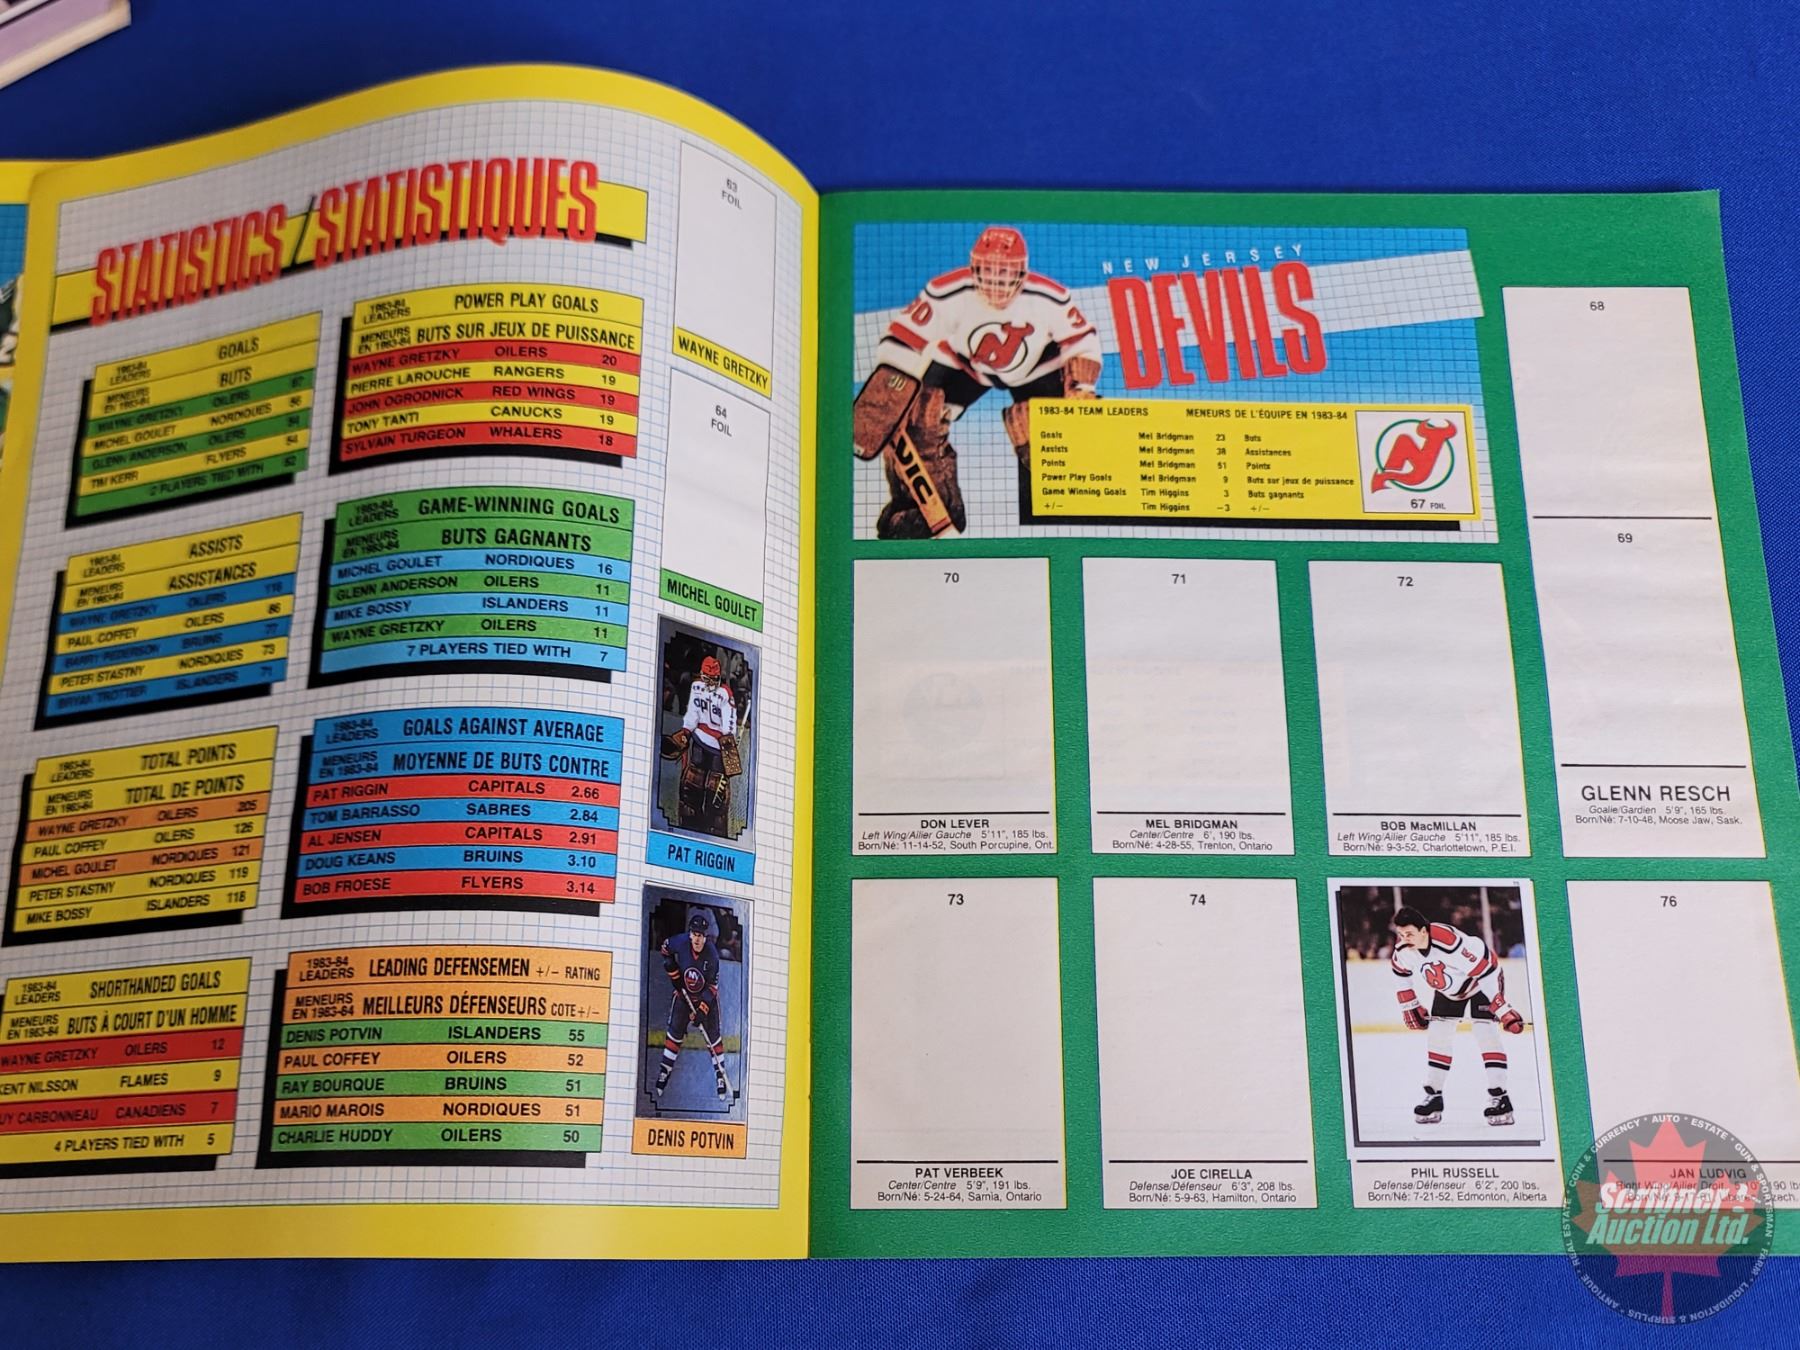 STATISTICS / STATISTIQUES
1983-84 LEADERS GOALS
MENEURS EN 1983-84 BUTS
WAYNE GRETZKY OILERS 87
MICHEL GOULET NORDIQUES 56
GLENN ANDERSON OILERS 54
TIM KERR FLYERS 54
2 PLAYERS TIED WITH 52
1983-84 LEADERS ASSISTS
MENEURS EN 1983-84 ASSISTANCES
WAYNE GRETZKY OILERS 118
PAUL COFFEY OILERS 86
BARRY PEDERSON BRUINS 77
PETER STASTNY NORDIQUES 73
BRYAN TROTTIER ISLANDERS 71
1983-84 LEADERS TOTAL POINTS
MENEURS EN 1983-84 TOTAL DE POINTS
WAYNE GRETZKY OILERS 205
PAUL COFFEY OILERS 126
MICHEL GOULET NORDIQUES 121
PETER STASTNY NORDIQUES 119
MIKE BOSSY ISLANDERS 118
1983-84 LEADERS SHORTHANDED GOALS
MENEURS EN 1983-84 BUTS À COURT D'UN HOMME
WAYNE GRETZKY OILERS 12
KENT NILSSON FLAMES 9
UY CARBONNEAU CANADIENS 7
4 PLAYERS TIED WITH 5
1983-84 LEADERS POWER PLAY GOALS
MENEURS EN 1983-84 BUTS SUR JEUX DE PUISSANCE
WAYNE GRETZKY OILERS 20
PIERRE LAROUCHE RANGERS 19
JOHN OGRODNICK RED WINGS 19
TONY TANTI CANUCKS 19
SYLVAIN TURGEON WHALERS 18
1983-84 LEADERS GAME-WINNING GOALS
MENEURS EN 1983-84 BUTS GAGNANTS
MICHEL GOULET NORDIQUES 16
GLENN ANDERSON OILERS 11
MIKE BOSSY ISLANDERS 11
WAYNE GRETZKY OILERS 11
7 PLAYERS TIED WITH 7
1983-84 LEADERS GOALS AGAINST AVERAGE
MENEURS EN 1983-84 MOYENNE DE BUTS CONTRE
PAT RIGGIN CAPITALS 2.66
TOM BARRASSO SABRES 2.84
AL JENSEN CAPITALS 2.91
DOUG KEANS BRUINS 3.10
BOB FROESE FLYERS 3.14
1983-84 LEADERS LEADING DEFENSEMEN +/- RATING
MENEURS EN 1983-84 MEILLEURS DÉFENSEURS COTE +/-
DENIS POTVIN ISLANDERS 55
PAUL COFFEY OILERS 52
RAY BOURQUE BRUINS 51
MARIO MAROIS NORDIQUES 51
CHARLIE HUDDY OILERS 50
63
FOIL
WAYNE GRETZKY
64
FOIL
MICHEL GOULET
PAT RIGGIN
DENIS POTVIN
NEW JERSEY
DEVILS
1983-84 TEAM LEADERS MENEURS DE L'ÉQUIPE EN 1983-84
Goals Mel Bridgman 23 Buts
Assists Mel Bridgman 38 Assistances
Points Mel Bridgman 51 Points
Power Play Goals Mel Bridgman 9 Buts sur jeux de puissance
Game Winning Goals Tim Higgins 3 Buts gagnants
+/- Tim Higgins -3 +/-
67 FOIL
68
69
GLENN RESCH
Goalie/Gardien 5'9", 165 lbs.
Born/Né: 7-10-48, Moose Jaw, Sask.
70
DON LEVER
Left Wing/Ailier Gauche 5'11", 185 lbs.
Born/Né: 11-14-52, South Porcupine, Ont.
71
MEL BRIDGMAN
Center/Centre 6', 190 lbs.
Born/Né: 4-28-55, Trenton, Ontario
72
BOB MacMILLAN
Left Wing/Ailier Gauche 5'11", 185 lbs.
Born/Né: 9-3-52, Charlottetown, P.E.I.
73
PAT VERBEEK
Center/Centre 5'9", 191 lbs.
Born/Né: 5-24-64, Sarnia, Ontario
74
JOE CIRELLA
Defense/Défenseur 6'3", 208 lbs.
Born/Né: 5-9-63, Hamilton, Ontario
PHIL RUSSELL
Defense/Défenseur 6'2", 200 lbs.
Born/Né: 7-21-52, Edmonton, Alberta
76
JAN LUDVIG
Right Wing/Ailier Droit
Scribner Auction Ltd.
COIN & CURRENCY • AUTO • ESTATE • GUN & SPORTSMAN • FARM • LIQUIDATION & SURPLUS • ANTIQUE • REAL ESTATE